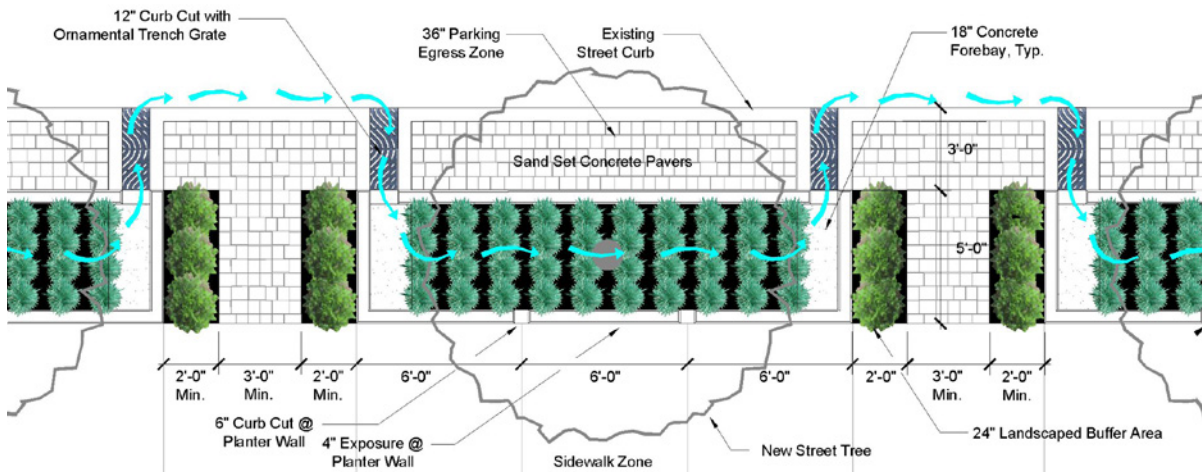 12" Curb Cut with
Ornamental Trench Grate
36" Parking
Egress Zone
Existing
Street Curb
18" Concrete
Forebay, Typ.
Sand Set Concrete Pavers
3'-0"
5'-0"
2'-0"
Min.
3'-0"
Min.
2'-0"
Min.
6'-0"
6'-0"
6'-0"
2'-0"
Min.
3'-0"
Min.
2'-0"
Min.
6" Curb Cut @
Planter Wall
4" Exposure @
Planter Wall
Sidewalk Zone
New Street Tree
24" Landscaped Buffer Area